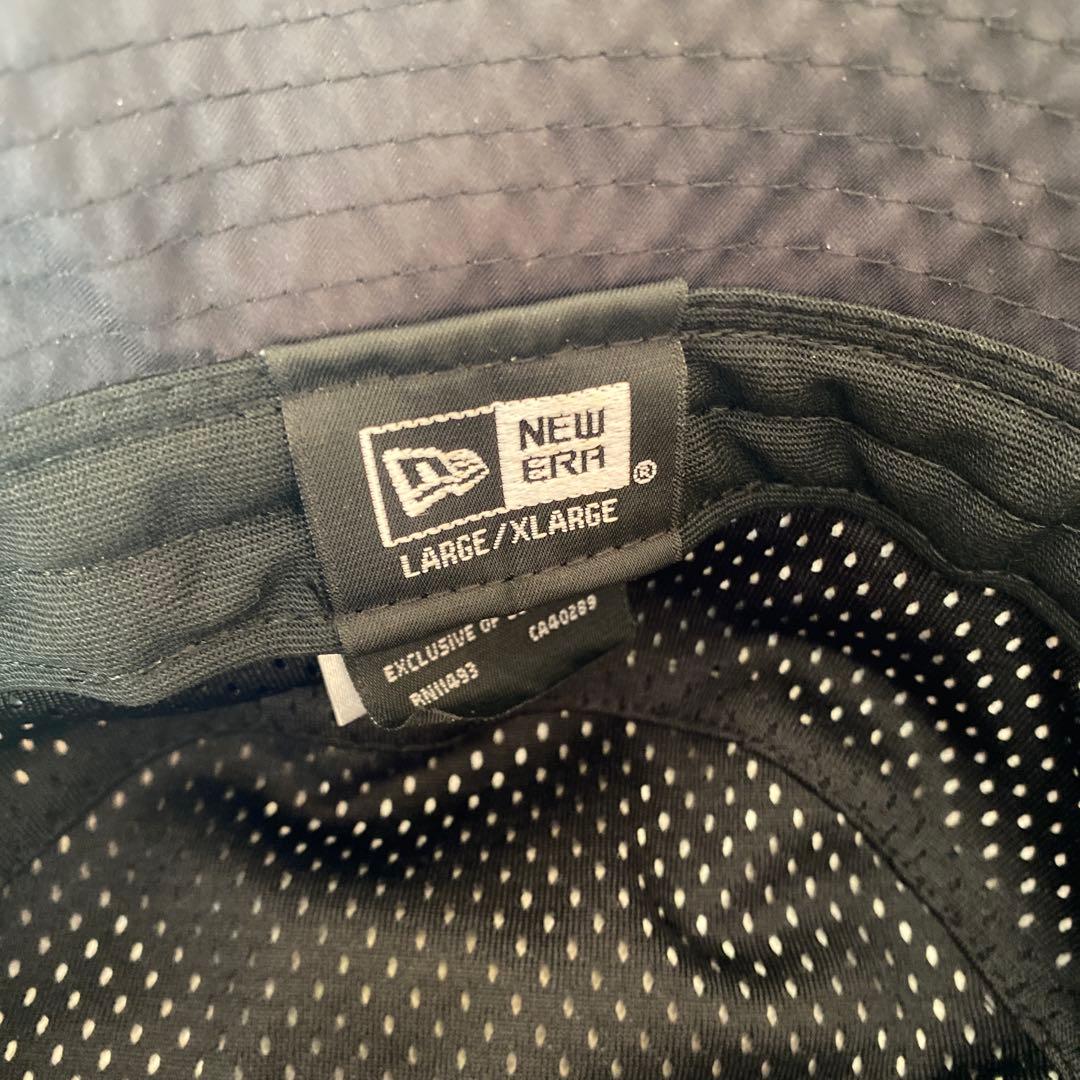 NEW
ERA®
LARGE/XLARGE
EXCLUSIVE OF
CA40289
RN11493